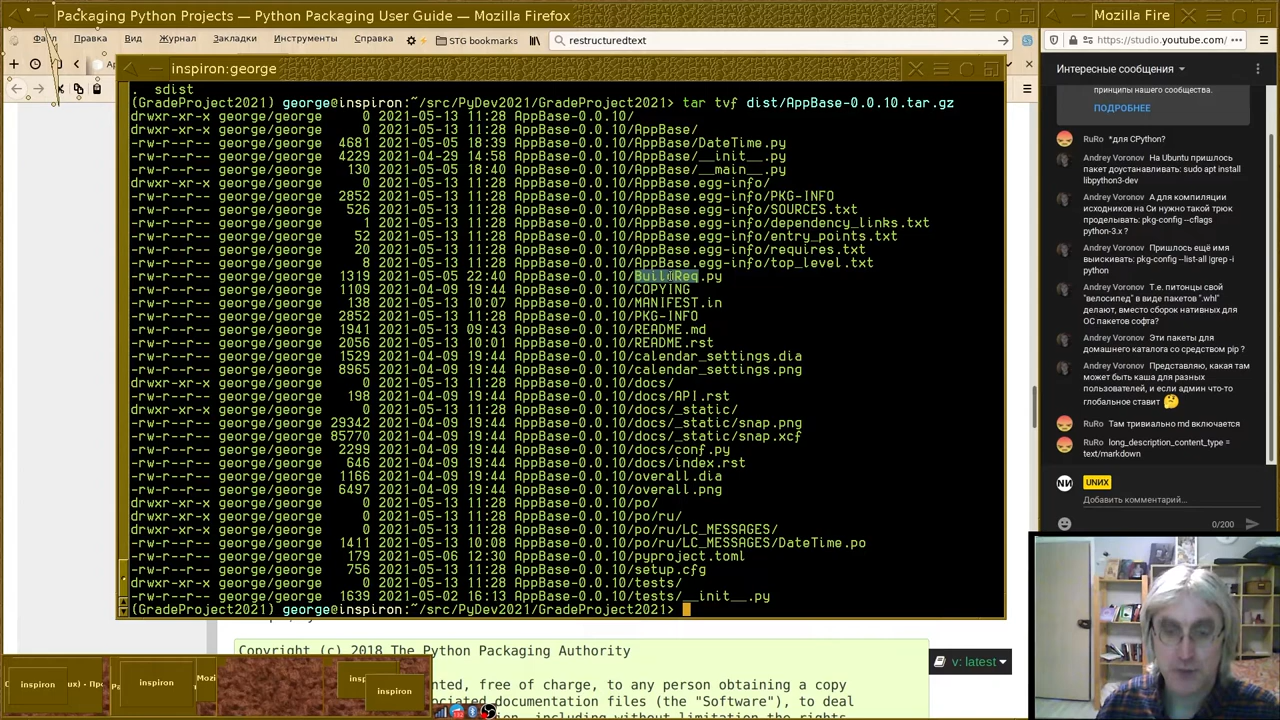 Packaging Python Projects — Python Packaging User Guide — Mozilla Firefox
Mozilla Fire
Файл Правка Вид Журнал Закладки Инструменты Справка STG bookmarks restructuredtext
https://studio.youtube.com/
inspiron:george
Интересные сообщения
. sdist
(GradeProject2021) george@inspiron:~/src/PyDev2021/GradeProject2021> tar tvf dist/AppBase-0.0.10.tar.gz
drwxr-xr-x george/george 0 2021-05-13 11:28 AppBase-0.0.10/
drwxr-xr-x george/george 0 2021-05-13 11:28 AppBase-0.0.10/AppBase/
-rw-r--r-- george/george 4681 2021-05-05 18:39 AppBase-0.0.10/AppBase/DateTime.py
-rw-r--r-- george/george 4229 2021-04-29 14:58 AppBase-0.0.10/AppBase/__init__.py
-rw-r--r-- george/george 130 2021-05-05 18:40 AppBase-0.0.10/AppBase/__main__.py
drwxr-xr-x george/george 0 2021-05-13 11:28 AppBase-0.0.10/AppBase.egg-info/
-rw-r--r-- george/george 2852 2021-05-13 11:28 AppBase-0.0.10/AppBase.egg-info/PKG-INFO
-rw-r--r-- george/george 526 2021-05-13 11:28 AppBase-0.0.10/AppBase.egg-info/SOURCES.txt
-rw-r--r-- george/george 1 2021-05-13 11:28 AppBase-0.0.10/AppBase.egg-info/dependency_links.txt
-rw-r--r-- george/george 52 2021-05-13 11:28 AppBase-0.0.10/AppBase.egg-info/entry_points.txt
-rw-r--r-- george/george 20 2021-05-13 11:28 AppBase-0.0.10/AppBase.egg-info/requires.txt
-rw-r--r-- george/george 8 2021-05-13 11:28 AppBase-0.0.10/AppBase.egg-info/top_level.txt
-rw-r--r-- george/george 1319 2021-05-05 22:40 AppBase-0.0.10/BuildReq.py
-rw-r--r-- george/george 1109 2021-04-09 19:44 AppBase-0.0.10/COPYING
-rw-r--r-- george/george 138 2021-05-13 10:07 AppBase-0.0.10/MANIFEST.in
-rw-r--r-- george/george 2852 2021-05-13 11:28 AppBase-0.0.10/PKG-INFO
-rw-r--r-- george/george 1941 2021-05-13 09:43 AppBase-0.0.10/README.md
-rw-r--r-- george/george 2056 2021-05-13 10:01 AppBase-0.0.10/README.rst
-rw-r--r-- george/george 1529 2021-04-09 19:44 AppBase-0.0.10/calendar_settings.dia
-rw-r--r-- george/george 8965 2021-04-09 19:44 AppBase-0.0.10/calendar_settings.png
drwxr-xr-x george/george 0 2021-05-13 11:28 AppBase-0.0.10/docs/
-rw-r--r-- george/george 198 2021-04-09 19:44 AppBase-0.0.10/docs/API.rst
drwxr-xr-x george/george 0 2021-05-13 11:28 AppBase-0.0.10/docs/_static/
-rw-r--r-- george/george 29342 2021-04-09 19:44 AppBase-0.0.10/docs/_static/snap.png
-rw-r--r-- george/george 85770 2021-04-09 19:44 AppBase-0.0.10/docs/_static/snap.xcf
-rw-r--r-- george/george 2295 2021-04-09 19:44 AppBase-0.0.10/docs/conf.py
-rw-r--r-- george/george 646 2021-04-09 19:44 AppBase-0.0.10/docs/index.rst
-rw-r--r-- george/george 1166 2021-04-09 19:44 AppBase-0.0.10/overall.dia
-rw-r--r-- george/george 6497 2021-04-09 19:44 AppBase-0.0.10/overall.png
drwxr-xr-x george/george 0 2021-05-13 11:28 AppBase-0.0.10/po/
drwxr-xr-x george/george 0 2021-05-13 11:28 AppBase-0.0.10/po/ru/
drwxr-xr-x george/george 0 2021-05-13 11:28 AppBase-0.0.10/po/ru/LC_MESSAGES/
-rw-r--r-- george/george 1411 2021-05-13 10:08 AppBase-0.0.10/po/ru/LC_MESSAGES/DateTime.po
-rw-r--r-- george/george 179 2021-05-06 12:30 AppBase-0.0.10/pyproject.toml
-rw-r--r-- george/george 756 2021-05-13 11:28 AppBase-0.0.10/setup.cfg
drwxr-xr-x george/george 0 2021-05-13 11:28 AppBase-0.0.10/tests/
-rw-r--r-- george/george 1639 2021-05-02 16:13 AppBase-0.0.10/tests/__init__.py
(GradeProject2021) george@inspiron:~/src/PyDev2021/GradeProject2021>
принципы нашего сообщества.
ПОДРОБНЕЕ
RuRo *для CPython?
Andrey Voronov На Ubuntu пришлось
пакет доустанавливать: sudo apt install
libpython3-dev
Andrey Voronov А для компиляции
исходников на Си нужно такой трюк
проделывать: pkg-config --cflags
python-3.x ?
Andrey Voronov Пришлось ещё имя
выискивать: pkg-config --list-all |grep -i
python
Andrey Voronov Т.е. питонцы свой
"велосипед" в виде пакетов ".whl"
делают, вместо сборок нативных для
ОС пакетов софта?
Andrey Voronov Эти пакеты для
домашнего каталога со средством pip ?
Andrey Voronov Представляю, какая там
может быть каша для разных
пользователей, и если админ что-то
глобальное ставит
RuRo Там тривиально md включается
RuRo long_description_content_type =
text/markdown
UNИX
Добавить комментарий...
0/200
Copyright (c) 2018 The Python Packaging Authority
nted, free of charge, to any person obtaining a copy
ociated documentation files (the "Software"), to deal
tion, including without limitation the rights
v: latest
inspiron
inspiron
inspiron